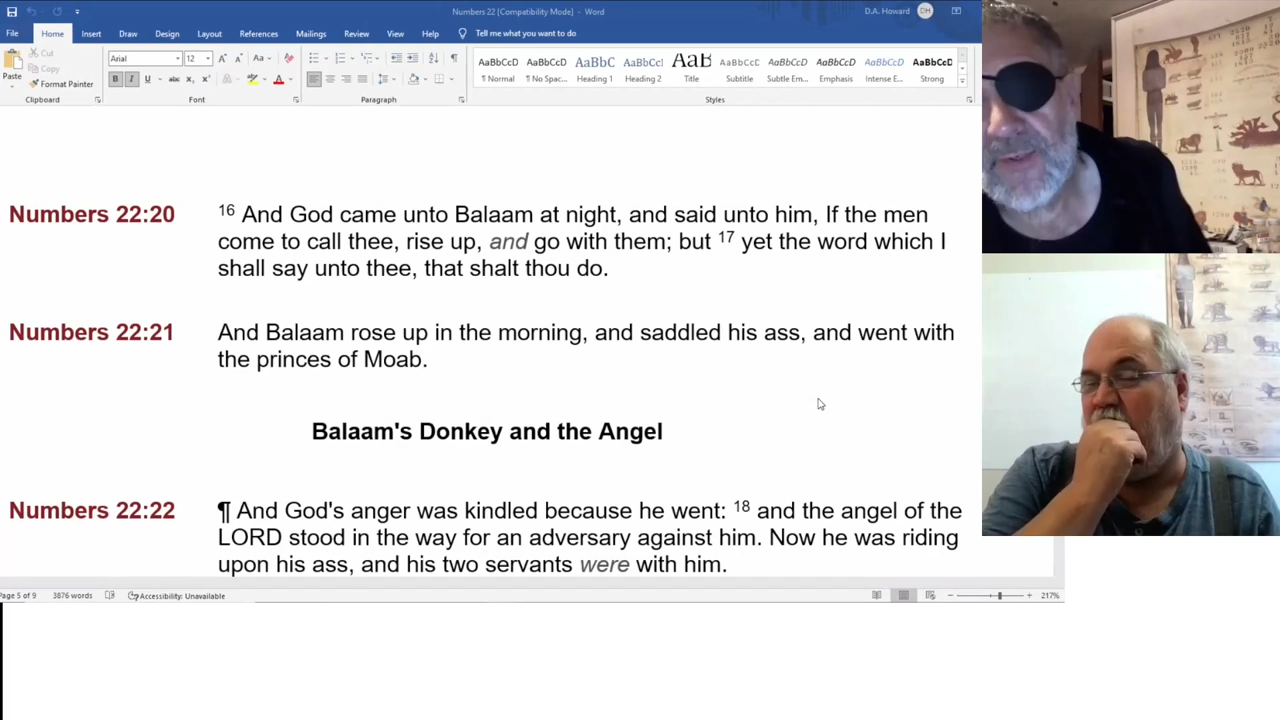 Numbers 22 [Compatibility Mode] – Word
D.A. Howard
DH
File Home Insert Draw Design Layout References Mailings Review View Help Tell me what you want to do
Paste
Cut
Copy
Format Painter
Clipboard
Arial 12
Font
Paragraph
AaBbCcD AaBbCcD AaBbC AaBbCcD AaB AaBbCcD AaBbCcD AaBbCcD AaBbCcD AaBbCcD
¶ Normal ¶ No Spac... Heading 1 Heading 2 Title Subtitle Subtle Em... Emphasis Intense E... Strong
Styles
Numbers 22:20 16 And God came unto Balaam at night, and said unto him, If the men
come to call thee, rise up, and go with them; but 17 yet the word which I
shall say unto thee, that shalt thou do.
Numbers 22:21 And Balaam rose up in the morning, and saddled his ass, and went with
the princes of Moab.
Balaam's Donkey and the Angel
Numbers 22:22 ¶ And God's anger was kindled because he went: 18 and the angel of the
LORD stood in the way for an adversary against him. Now he was riding
upon his ass, and his two servants were with him.
Page 5 of 9 3876 words Accessibility: Unavailable 217%